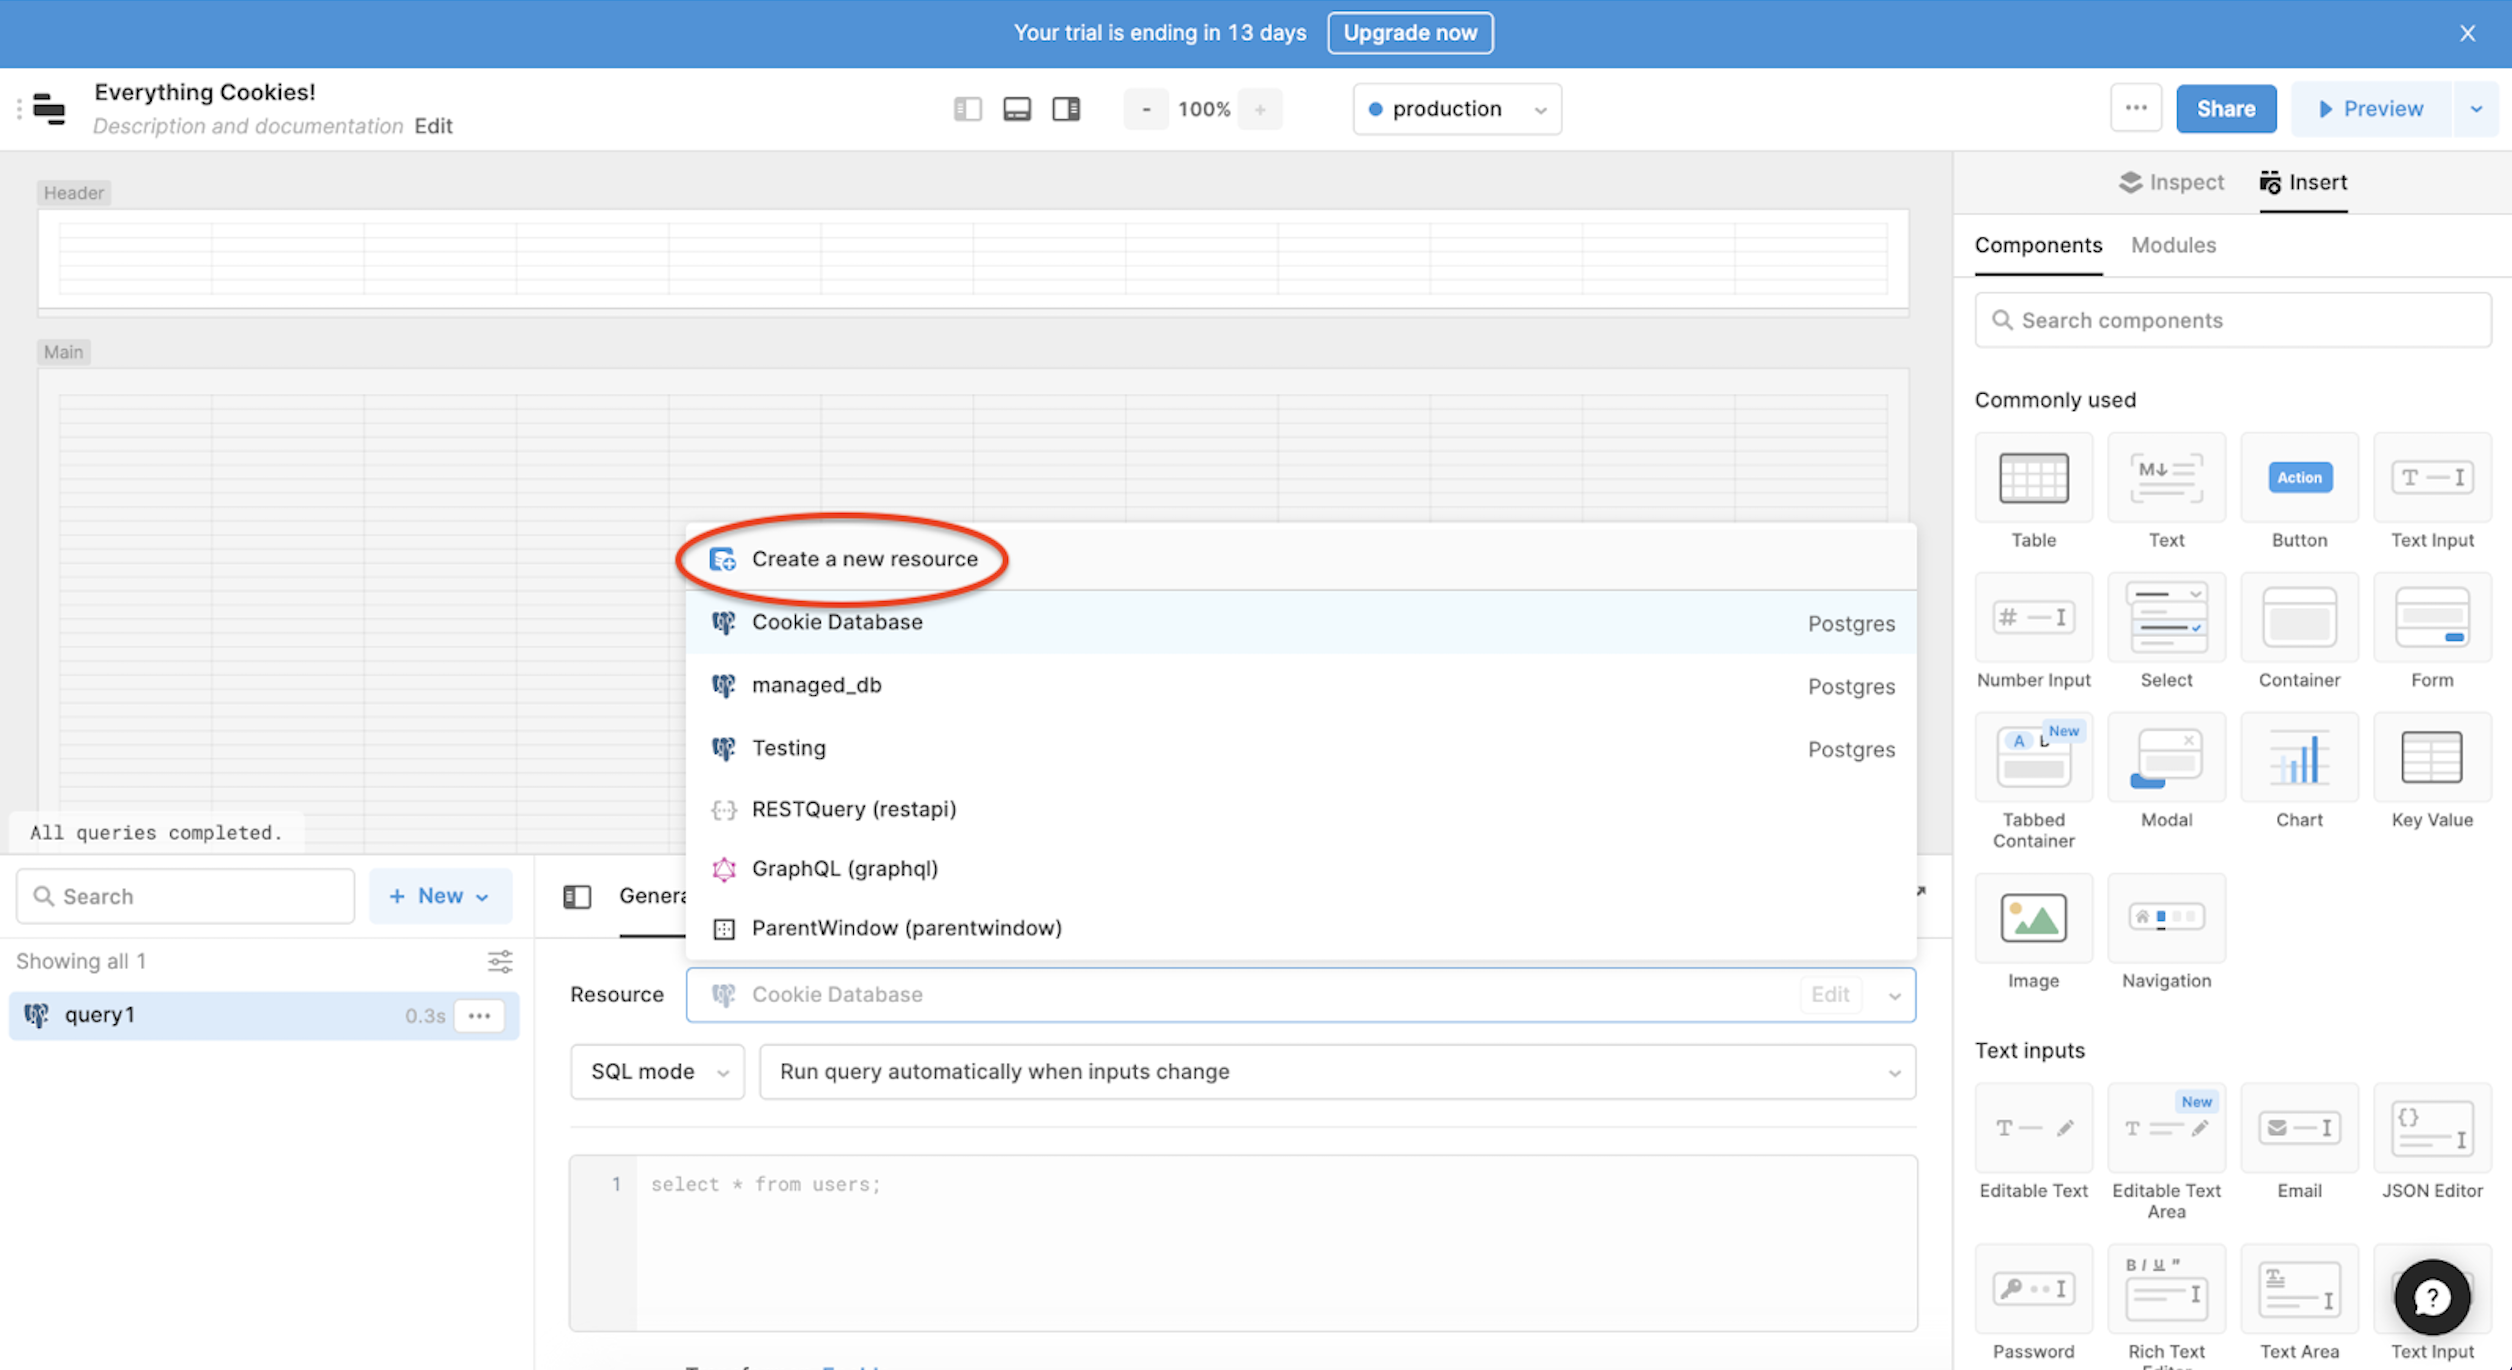 Your trial is ending in 13 days Upgrade now
Everything Cookies!
Description and documentation Edit
- 100% +
production
Share
Preview
Header
Main
Inspect Insert
Components Modules
Search components
Commonly used
Action
Table Text Button Text Input
Number Input Select Container Form
New
Tabbed Container Modal Chart Key Value
Image Navigation
Text inputs
New
Editable Text Editable Text Area Email JSON Editor
Password Rich Text Text Area Text Input
Create a new resource
Cookie Database Postgres
managed_db Postgres
Testing Postgres
RESTQuery (restapi)
GraphQL (graphql)
ParentWindow (parentwindow)
All queries completed.
Search + New
Showing all 1
query1 0.3s
Genera
Resource Cookie Database Edit
SQL mode Run query automatically when inputs change
1 select * from users;